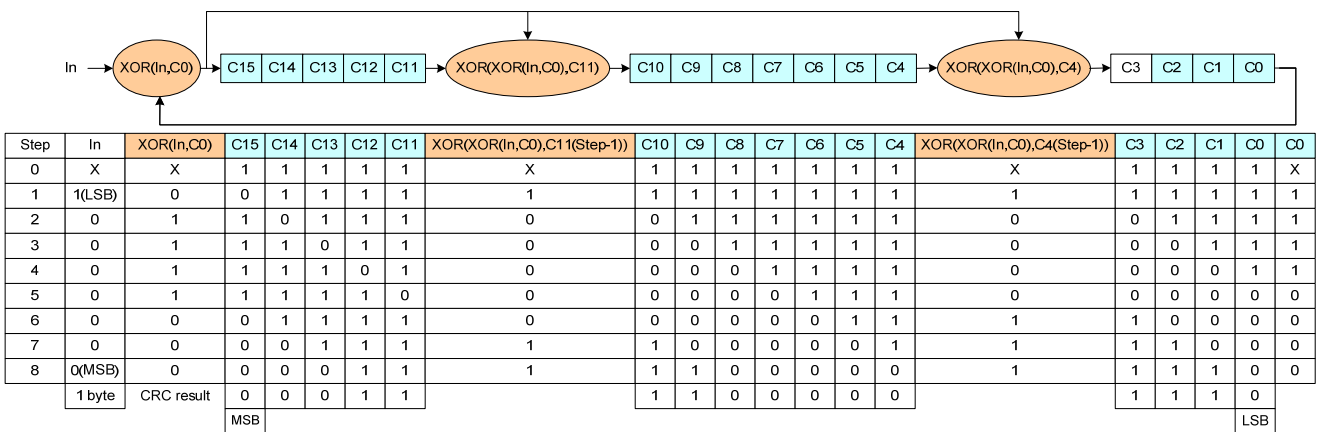 In XOR(In,C0) C15 C14 C13 C12 C11 XOR(XOR(In,C0),C11) C10 C9 C8 C7 C6 C5 C4 XOR(XOR(In,C0),C4) C3 C2 C1 C0
Step In XOR(In,C0) C15 C14 C13 C12 C11 XOR(XOR(In,C0),C11(Step-1)) C10 C9 C8 C7 C6 C5 C4 XOR(XOR(In,C0),C4(Step-1)) C3 C2 C1 C0 C0
0 X X 1 1 1 1 1 X 1 1 1 1 1 1 1 X 1 1 1 1 X
1 1(LSB) 0 0 1 1 1 1 1 1 1 1 1 1 1 1 1 1 1 1 1 1
2 0 1 1 0 1 1 1 0 0 1 1 1 1 1 1 0 0 1 1 1 1
3 0 1 1 1 0 1 1 0 0 0 1 1 1 1 1 0 0 0 1 1 1
4 0 1 1 1 1 0 1 0 0 0 0 1 1 1 1 0 0 0 0 1 1
5 0 1 1 1 1 1 0 0 0 0 0 0 1 1 1 0 0 0 0 0 0
6 0 0 0 1 1 1 1 0 0 0 0 0 0 1 1 1 1 0 0 0 0
7 0 0 0 0 1 1 1 1 1 0 0 0 0 0 1 1 1 1 0 0 0
8 0(MSB) 0 0 0 0 1 1 1 1 1 0 0 0 0 0 1 1 1 1 0 0
1 byte CRC result 0 0 0 1 1 1 1 0 0 0 0 0 1 1 1 0
MSB LSB